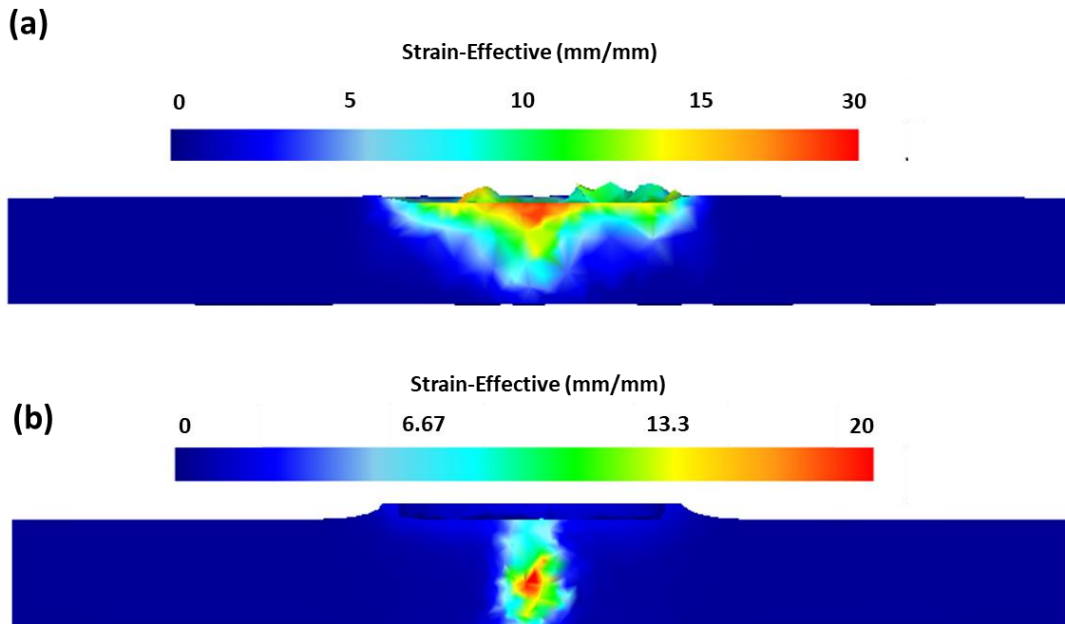 (a)
Strain-Effective (mm/mm)
0 5 10 15 30
Strain-Effective (mm/mm)
(b)
0 6.67 13.3 20